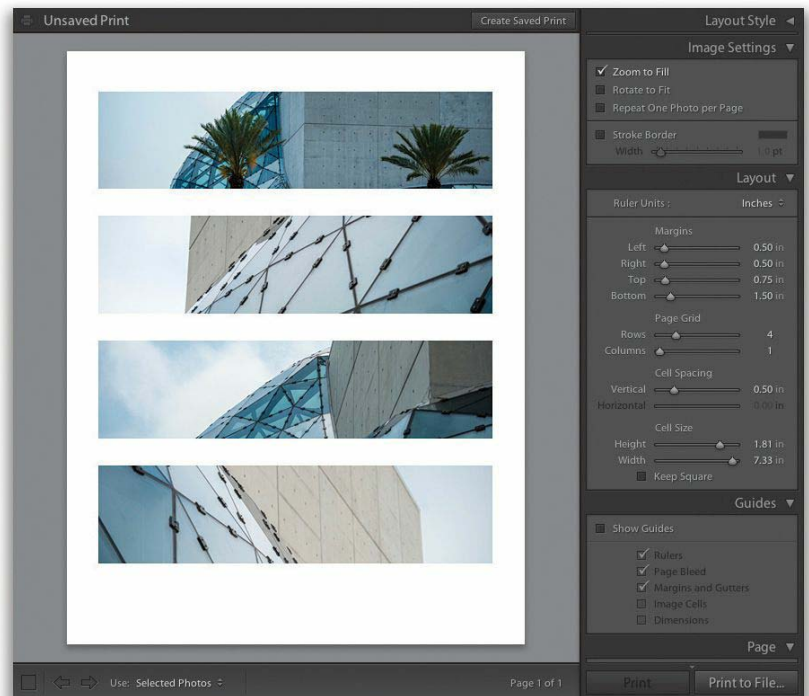 Unsaved Print
Create Saved Print
Layout Style
Image Settings
Zoom to Fill
Rotate to Fit
Repeat One Photo per Page
Stroke Border
Width 1.0 pt
Layout
Ruler Units : Inches
Margins
Left 0.50 in
Right 0.50 in
Top 0.75 in
Bottom 1.50 in
Page Grid
Rows 4
Columns 1
Cell Spacing
Vertical 0.50 in
Horizontal 0.00 in
Cell Size
Height 1.81 in
Width 7.33 in
Keep Square
Guides
Show Guides
Rulers
Page Bleed
Margins and Gutters
Image Cells
Dimensions
Page
Use: Selected Photos
Page 1 of 1
Print
Print to File...